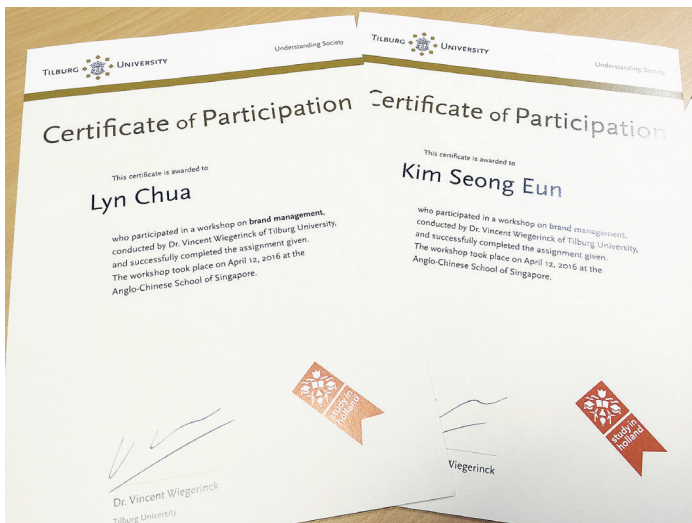 TILBURG UNIVERSITY
Understanding Society
Certificate of Participation
This certificate is awarded to
Lyn Chua
who participated in a workshop on brand management,
conducted by Dr. Vincent Wiegerinck of Tilburg University,
and successfully completed the assignment given.
The workshop took place on April 12, 2016 at the
Anglo-Chinese School of Singapore.
study in
holland
Dr. Vincent Wiegerinck
Tilburg University
TILBURG UNIVERSITY
Understanding Society
Certificate of Participation
This certificate is awarded to
Kim Seong Eun
who participated in a workshop on brand management,
conducted by Dr. Vincent Wiegerinck of Tilburg University,
and successfully completed the assignment given.
The workshop took place on April 12, 2016 at the
Anglo-Chinese School of Singapore.
study in
holland
Viegerinck